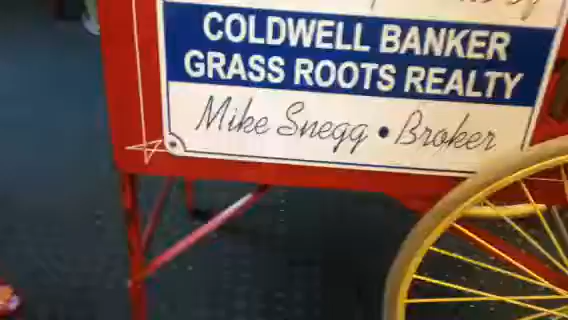 COLDWELL BANKER
GRASS ROOTS REALTY
Mike Snegg • Broker